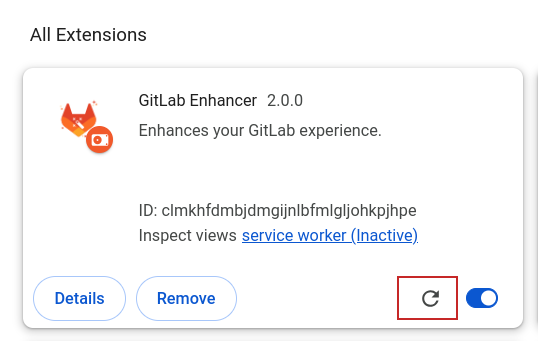 All Extensions
GitLab Enhancer 2.0.0
Enhances your GitLab experience.
ID: clmkhfdmbjdmgijnlbfmlgljohkpjhpe
Inspect views service worker (Inactive)
Details
Remove